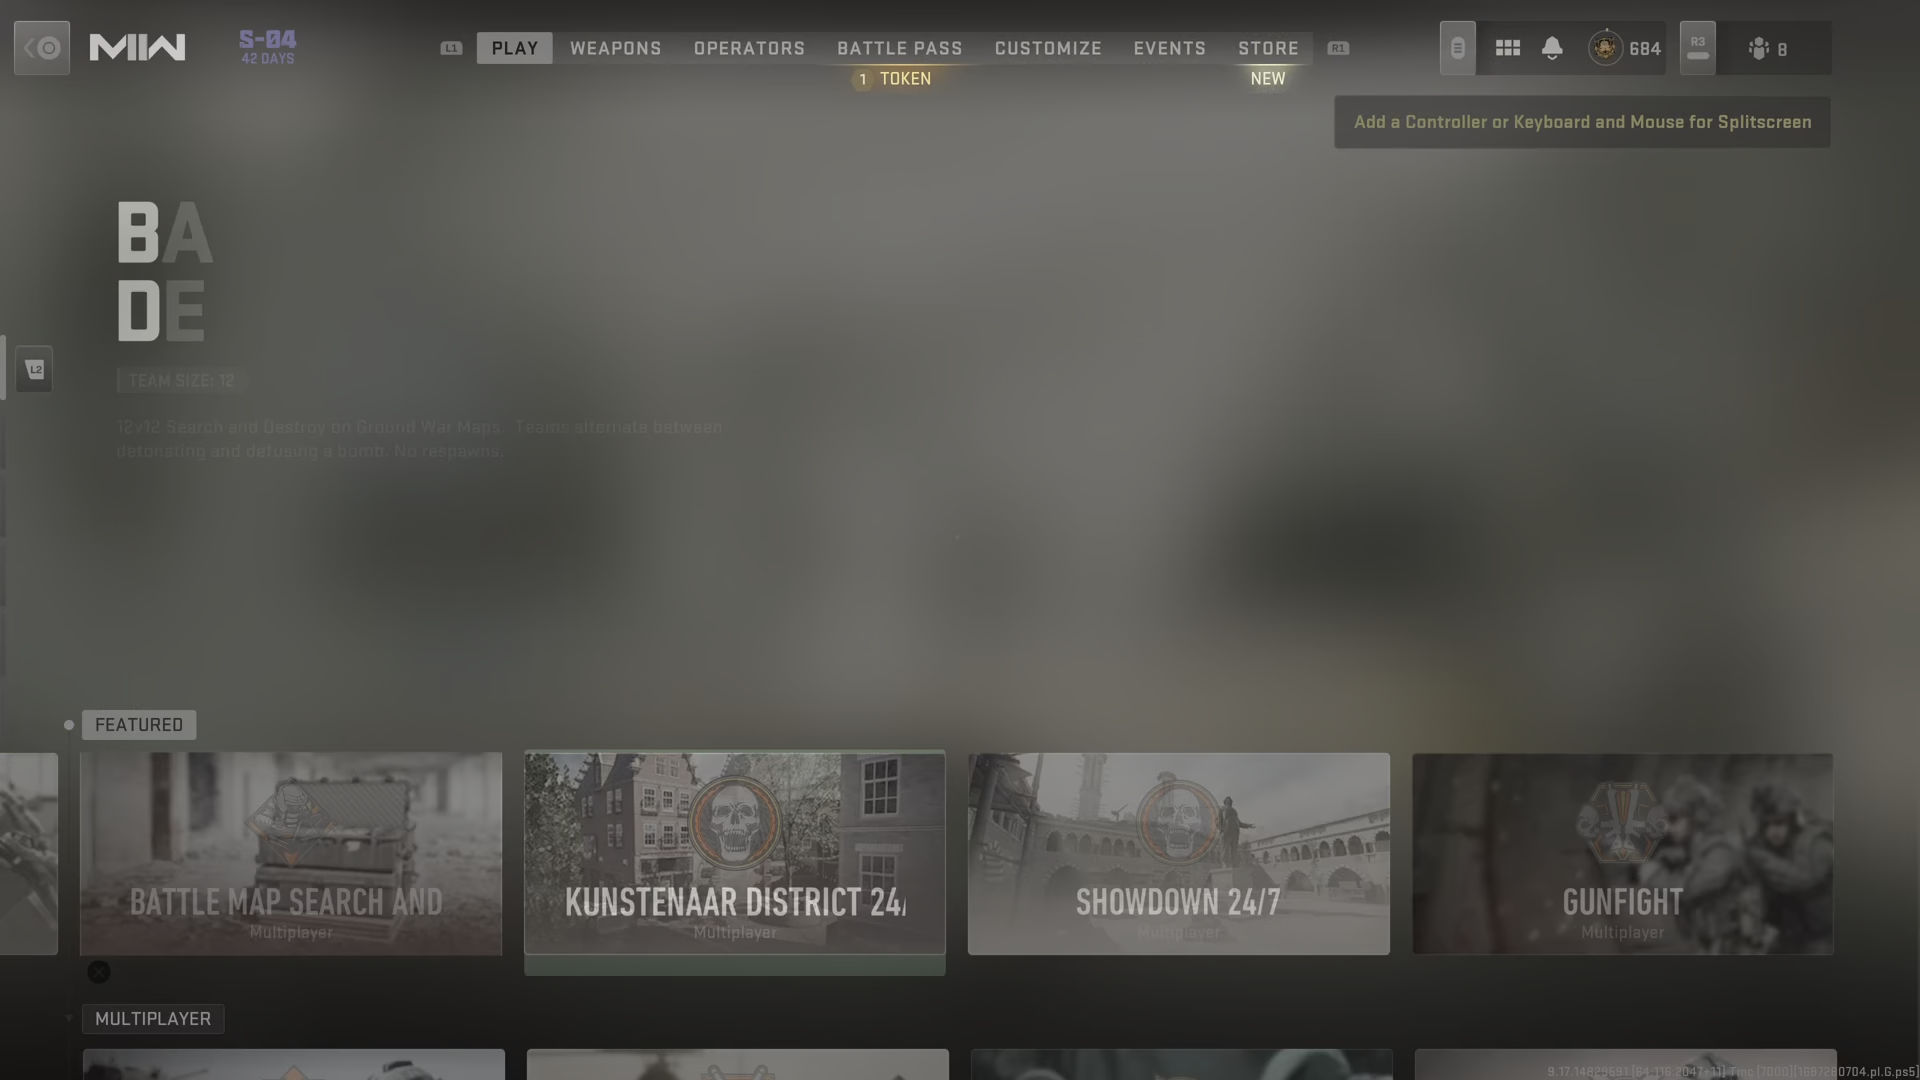 MW
S-04
42 DAYS
L1
PLAY
WEAPONS
OPERATORS
BATTLE PASS
CUSTOMIZE
EVENTS
STORE
R1
684
R3
8
1 TOKEN
NEW
Add a Controller or Keyboard and Mouse for Splitscreen
BA
DE
L2
TEAM SIZE: 12
12v12 Search and Destroy on Ground War Maps. Teams alternate between
detonating and defusing a bomb. No respawns.
FEATURED
BATTLE MAP SEARCH AND
Multiplayer
KUNSTENAAR DISTRICT 24/
Multiplayer
SHOWDOWN 24/7
Multiplayer
GUNFIGHT
Multiplayer
MULTIPLAYER